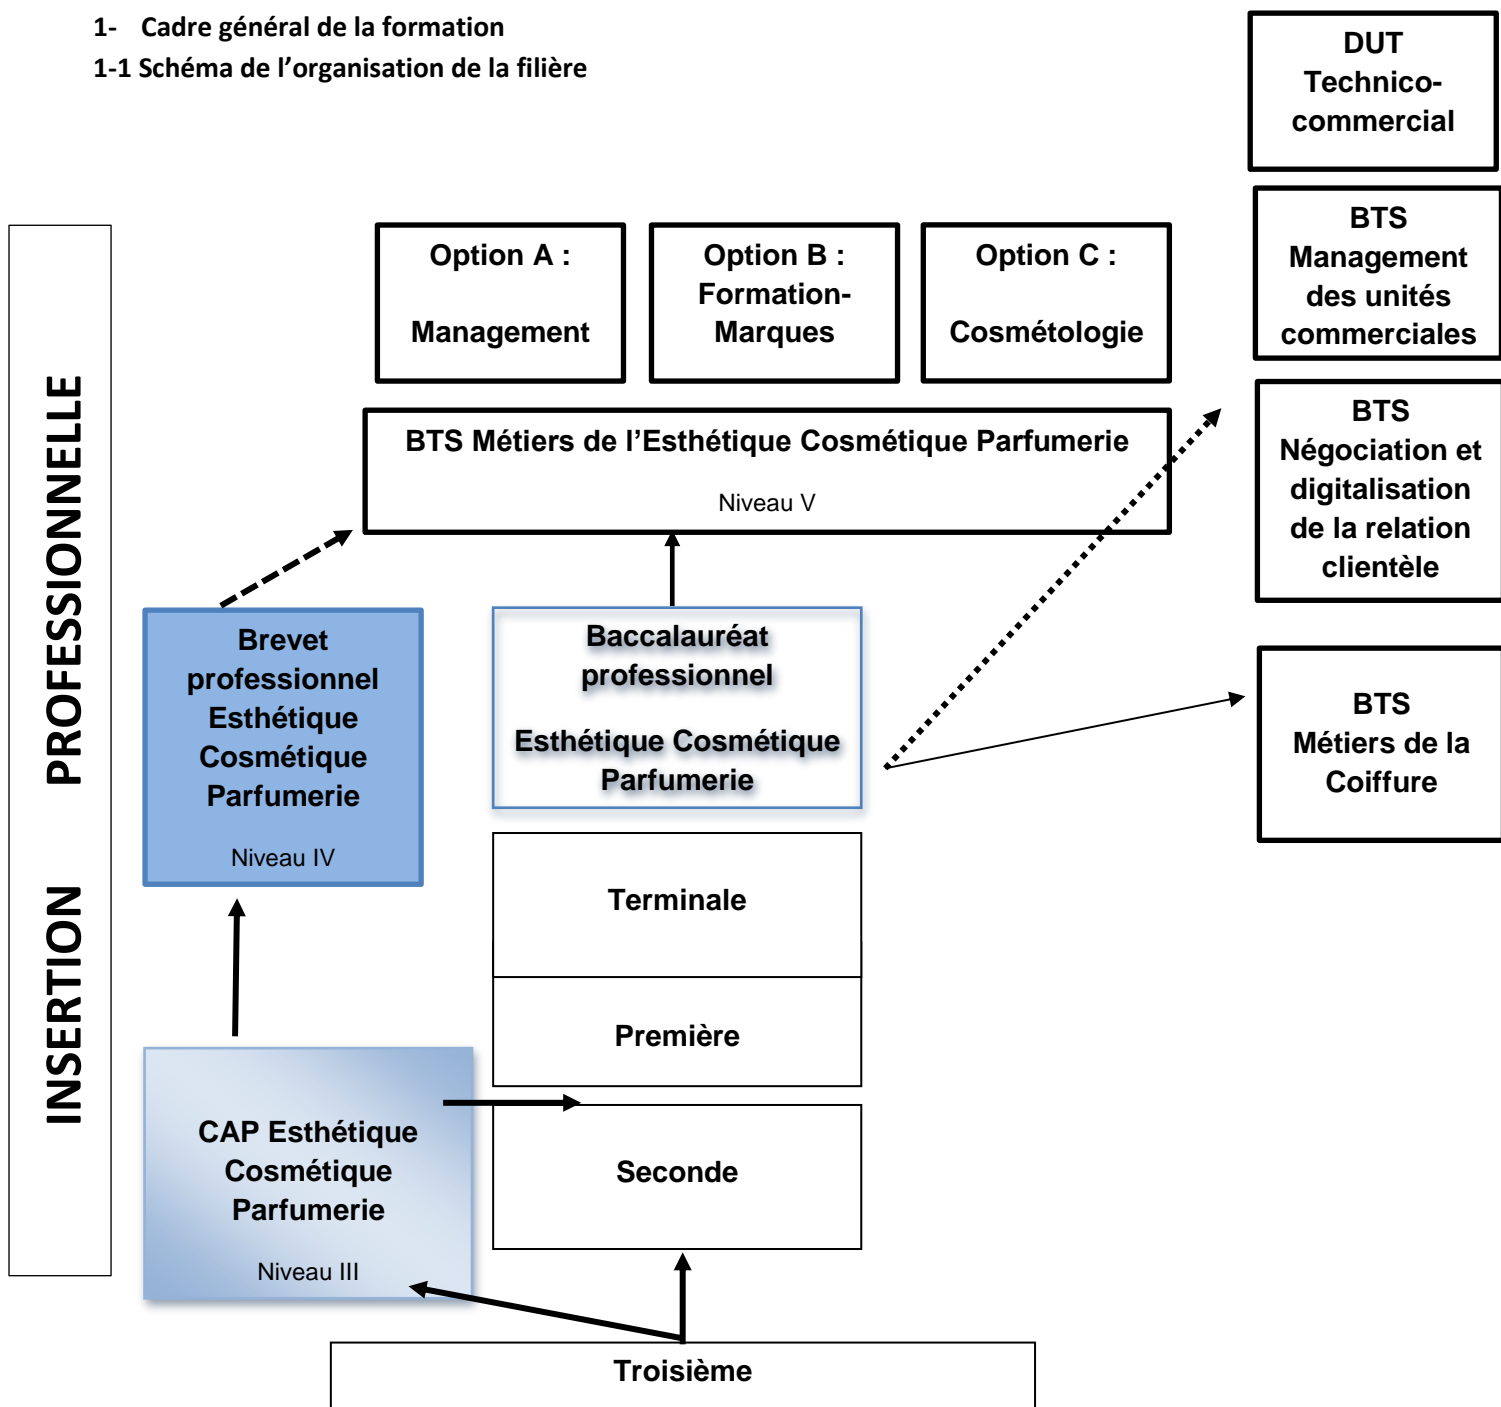 1- Cadre général de la formation
1-1 Schéma de l’organisation de la filière
DUT
Technico-
commercial
BTS
Management
des unités
commerciales
BTS
Négociation et
digitalisation
de la relation
clientèle
BTS
Métiers de la
Coiffure
Option A :
Management
Option B :
Formation-
Marques
Option C :
Cosmétologie
BTS Métiers de l’Esthétique Cosmétique Parfumerie
Niveau V
Brevet
professionnel
Esthétique
Cosmétique
Parfumerie
Niveau IV
Baccalauréat
professionnel
Esthétique Cosmétique
Parfumerie
Terminale
Première
Seconde
CAP Esthétique
Cosmétique
Parfumerie
Niveau III
Troisième
INSERTION PROFESSIONNELLE